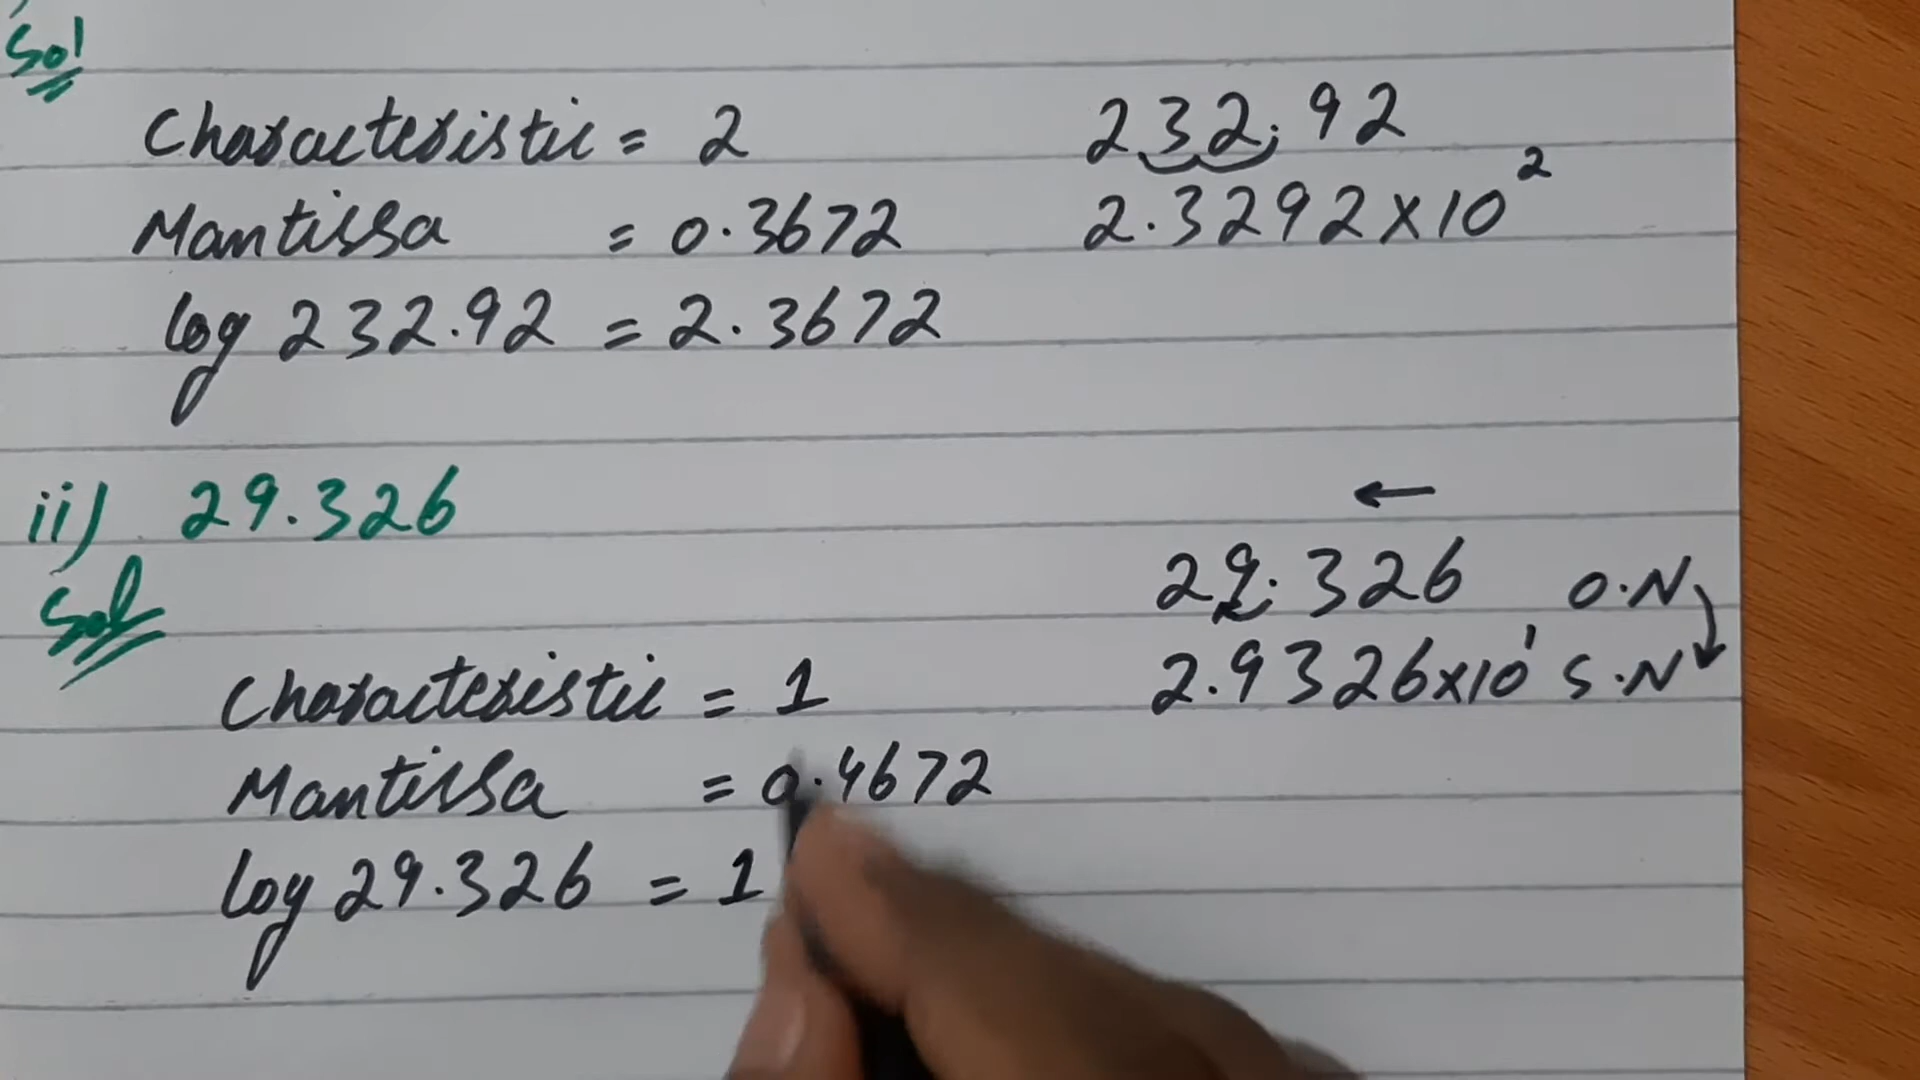 Sol
Characteristic = 2
232.92
Mantissa = 0.3672
2.3292×10²
log 232.92 = 2.3672
ii) 29.326
←
29.326 O.N
Sol
2.9326×10¹ S.N
Characteristic = 1
Mantissa = 0.4672
log 29.326 = 1